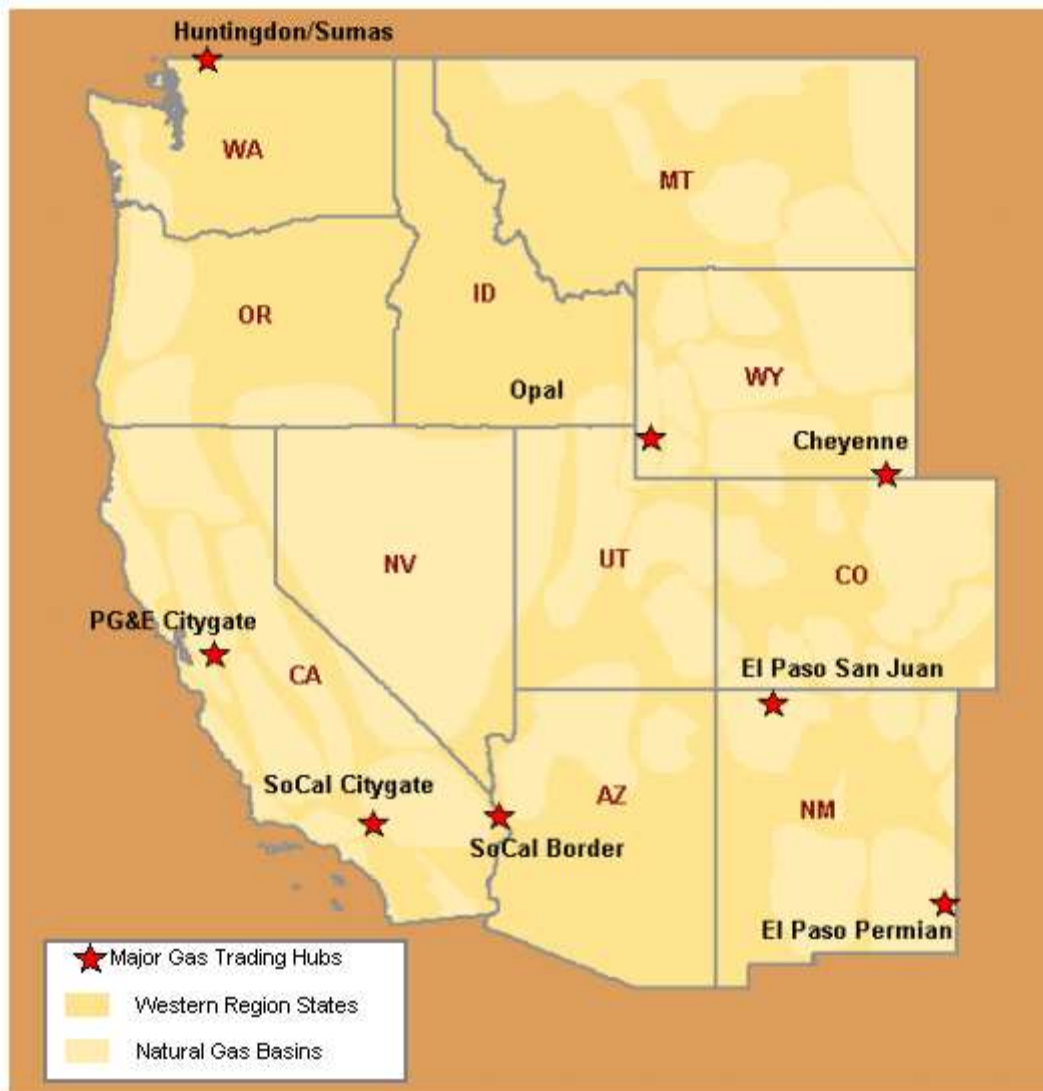 Huntingdon/Sumas
WA
MT
ID
OR
WY
Opal
Cheyenne
NV
UT
CO
PG&E Citygate
CA
El Paso San Juan
SoCal Citygate
AZ
NM
SoCal Border
El Paso Permian
Major Gas Trading Hubs
Western Region States
Natural Gas Basins